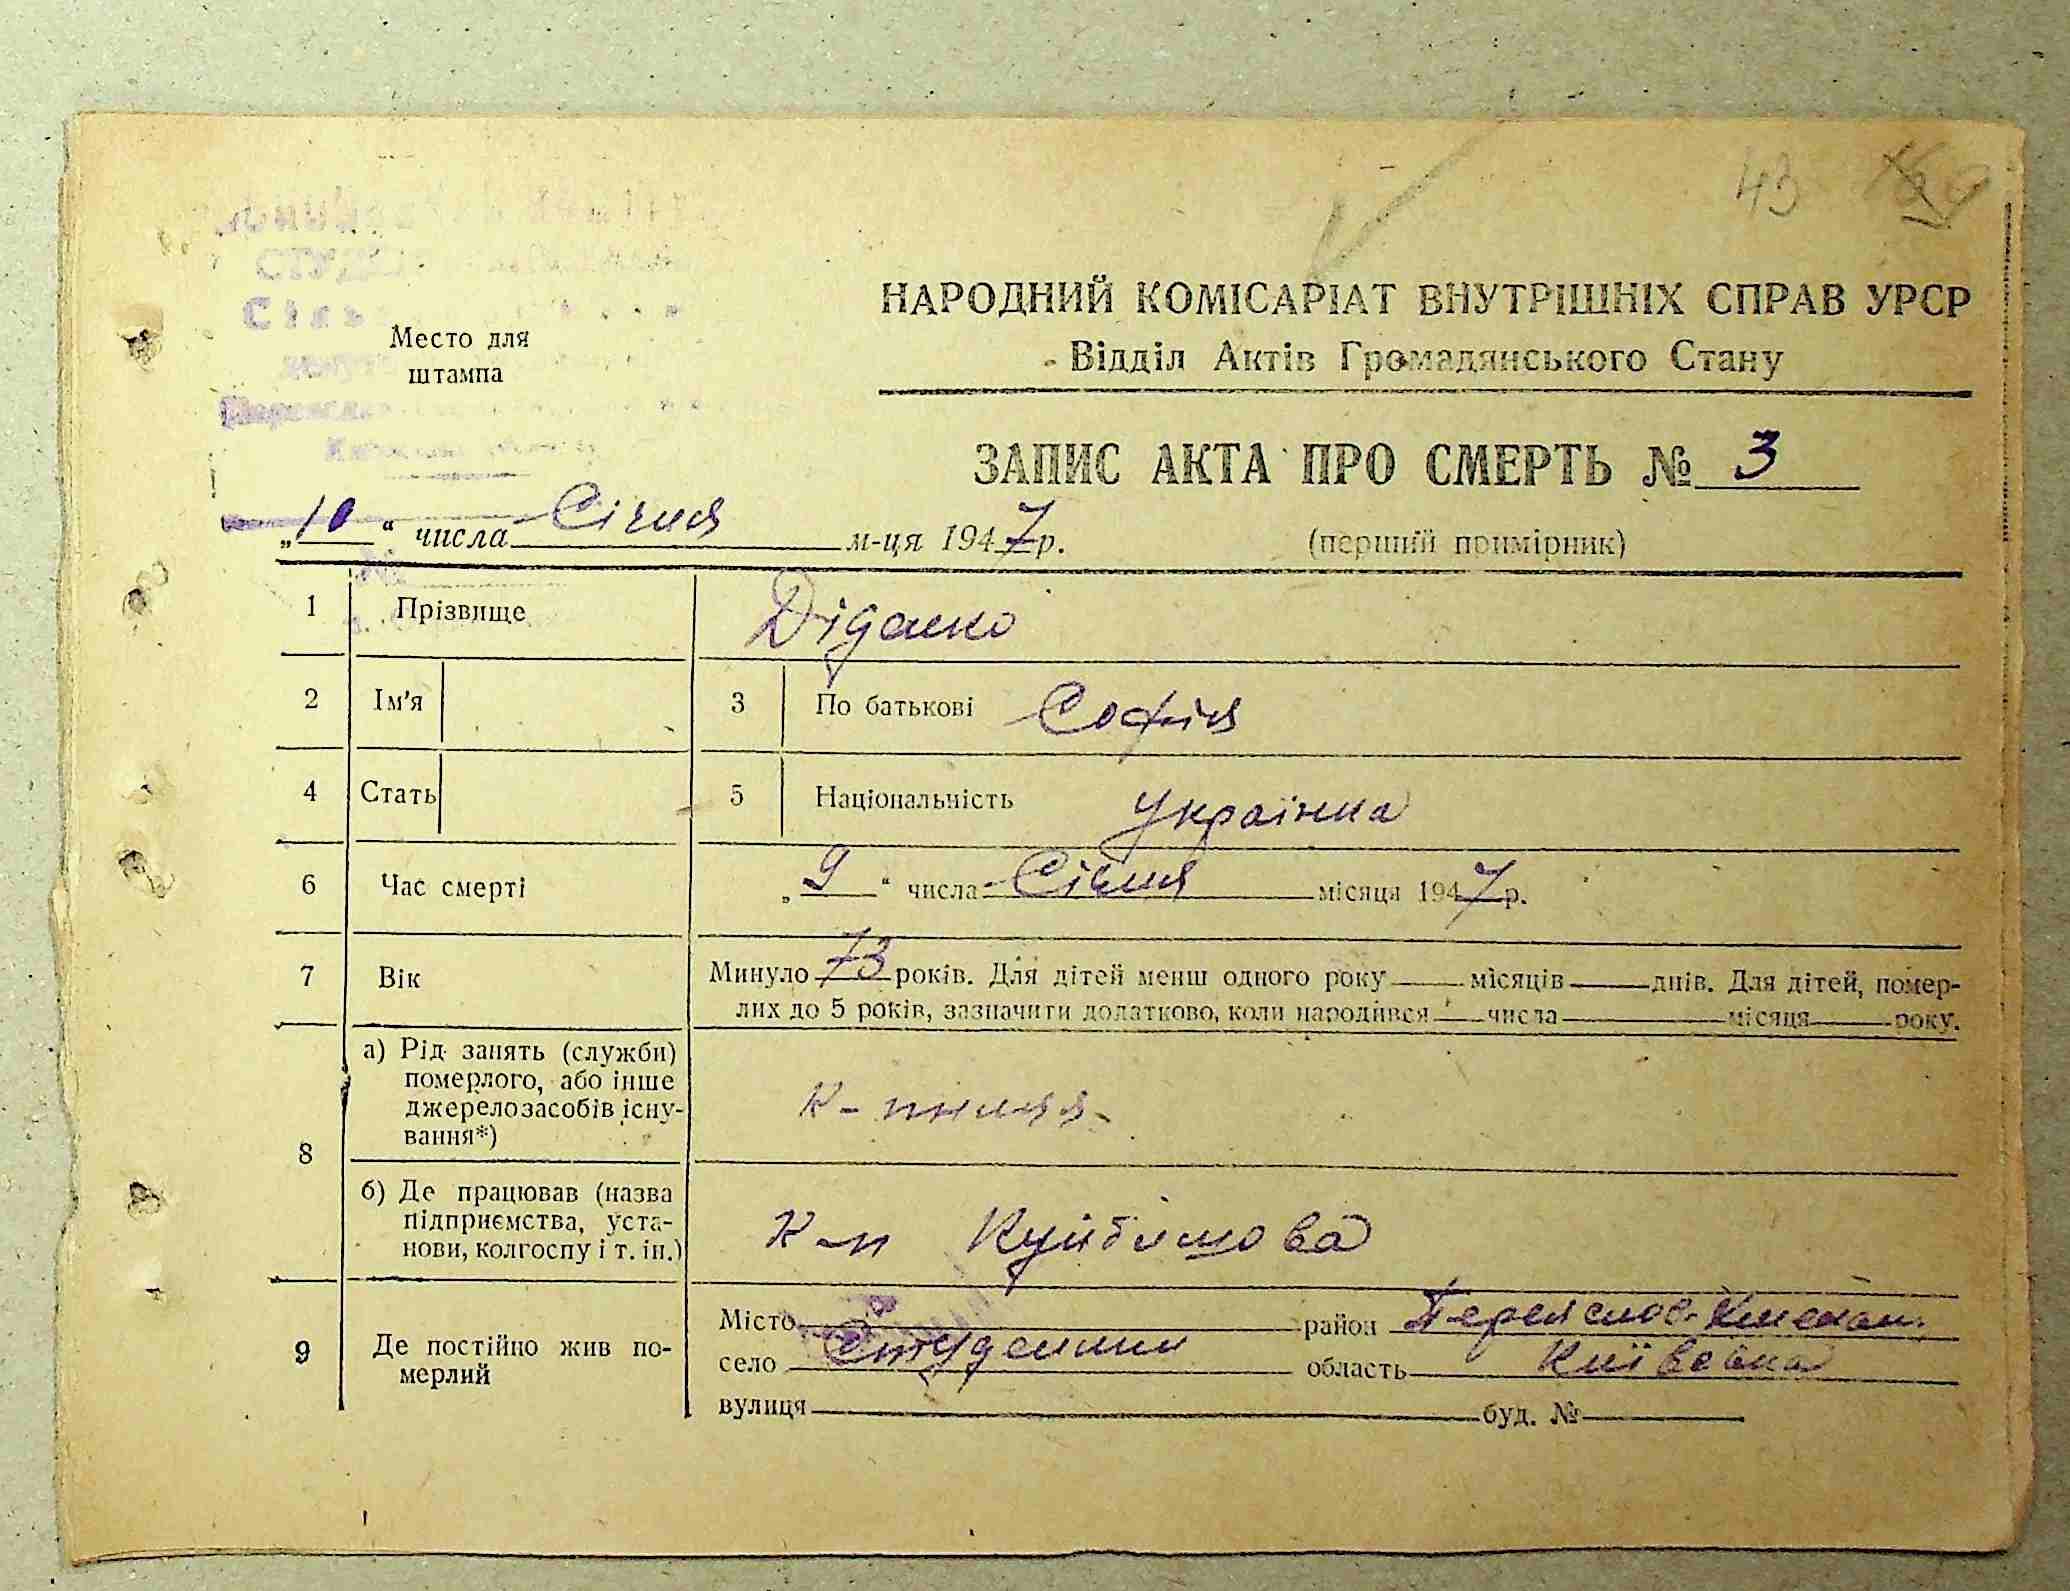 43
СТУД
Сіль
Место для
штампа
НАРОДНИЙ КОМІСАРІАТ ВНУТРІШНІХ СПРАВ УРСР
Відділ Актів Громадянського Стану
ЗАПИС АКТА ПРО СМЕРТЬ № 3
„10“ числа Січня м-ця 1947 р.
(перший примірник)
1 Прізвище Діденко
2 Ім'я 3 По батькові Софія
4 Стать 5 Національність Українка
6 Час смерті „9“ числа Січня місяця 1947 р.
7 Вік Минуло 73 років. Для дітей менш одного року місяців днів. Для дітей, помер-
лих до 5 років, зазначити додатково, коли народився числа місяця року.
8 а) Рід занять (служби)
померлого, або інше
джерело засобів існу-
вання*)
б) Де працював (назва
підприємства, уста-
нови, колгоспу і т. ін.)
К-п Куйбишова
9 Де постійно жив по-
мерлий
Місто район Переяслов-Хмельн.
село Студеники область Київська
вулиця буд. №